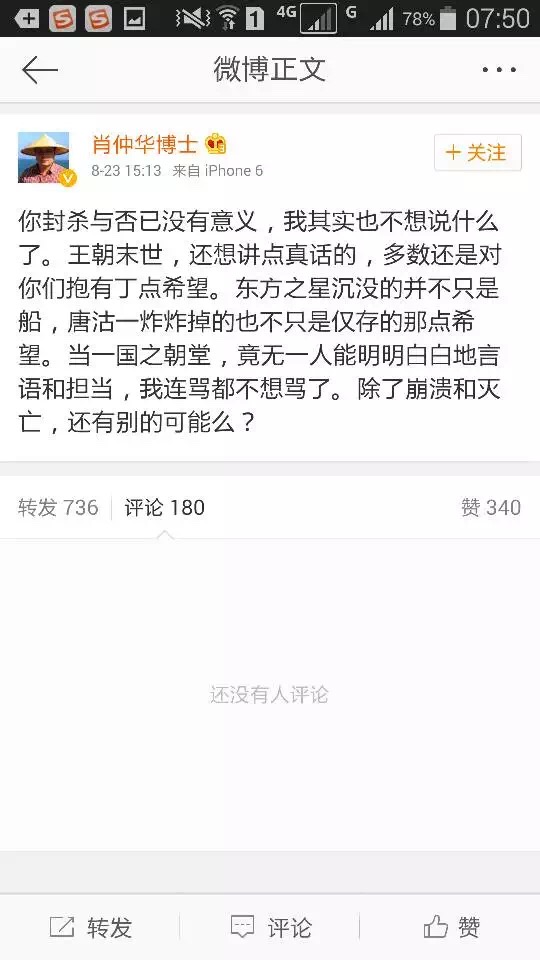 1 4G G 78% 07:50
微博正文
肖仲华博士
8-23 15:13 来自 iPhone 6
+ 关注
你封杀与否已没有意义，我其实也不想说什么
了。王朝末世，还想讲点真话的，多数还是对
你们抱有丁点希望。东方之星沉没的并不只是
船，唐沽一炸炸掉的也不只是仅存的那点希
望。当一国之朝堂，竟无一人能明明白白地言
语和担当，我连骂都不想骂了。除了崩溃和灭
亡，还有别的可能么？
转发 736 评论 180 赞 340
还没有人评论
转发 评论 赞